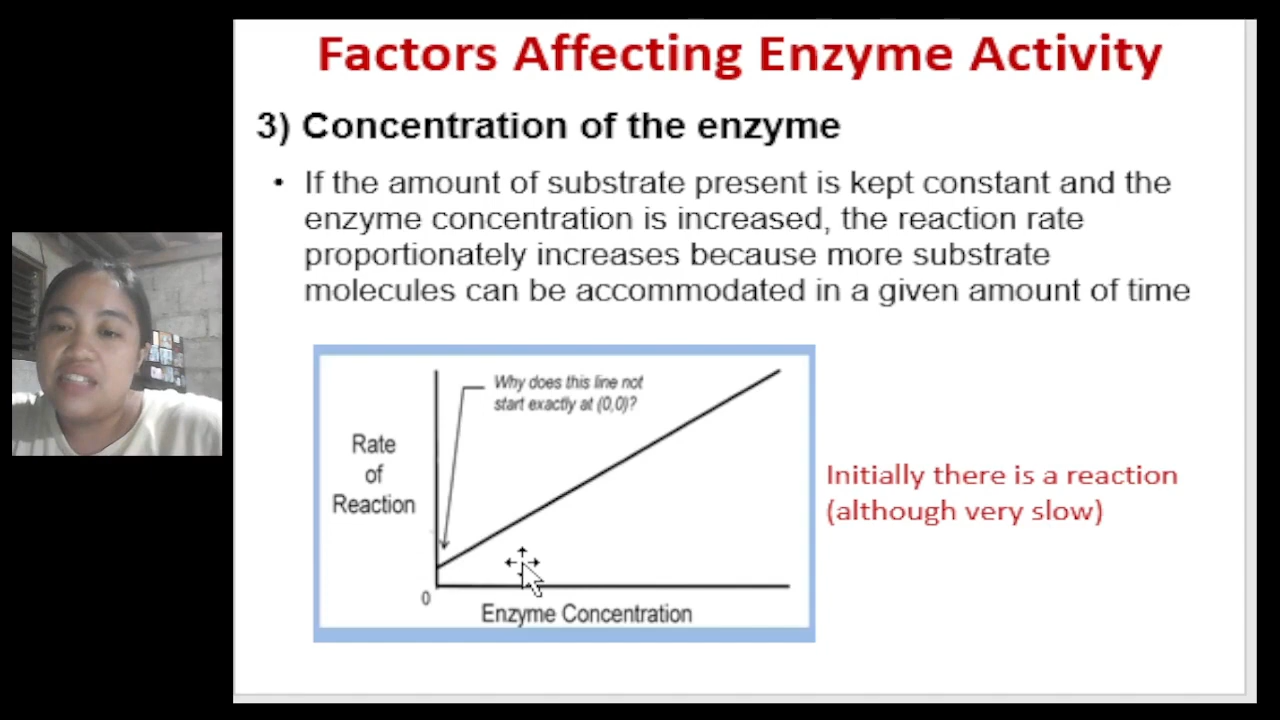 Factors Affecting Enzyme Activity
3) Concentration of the enzyme
• If the amount of substrate present is kept constant and the
enzyme concentration is increased, the reaction rate
proportionately increases because more substrate
molecules can be accommodated in a given amount of time
Why does this line not
start exactly at (0,0)?
Rate
of
Reaction
0
Enzyme Concentration
Initially there is a reaction
(although very slow)